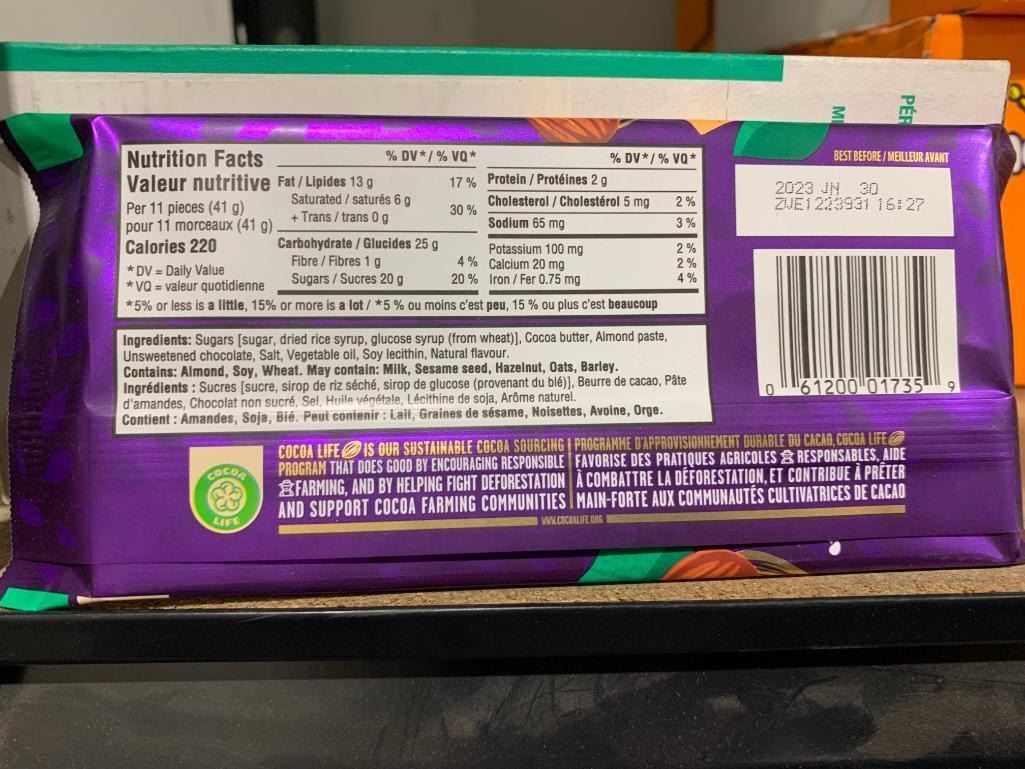 PÉR
MI
Nutrition Facts
Valeur nutritive
Per 11 pieces (41 g)
pour 11 morceaux (41 g)
Calories 220
*DV = Daily Value
*VQ = valeur quotidienne
% DV*/% VQ*
Fat / Lipides 13 g 17 %
Saturated / saturés 6 g
+ Trans / trans 0 g 30 %
Carbohydrate / Glucides 25 g
Fibre / Fibres 1 g 4 %
Sugars / Sucres 20 g 20 %
% DV*/% VQ*
Protein / Protéines 2 g
Cholesterol / Cholestérol 5 mg 2 %
Sodium 65 mg 3 %
Potassium 100 mg 2 %
Calcium 20 mg 2 %
Iron / Fer 0.75 mg 4 %
*5% or less is a little, 15% or more is a lot / *5 % ou moins c'est peu, 15 % ou plus c'est beaucoup
Ingredients: Sugars [sugar, dried rice syrup, glucose syrup (from wheat)], Cocoa butter, Almond paste,
Unsweetened chocolate, Salt, Vegetable oil, Soy lecithin, Natural flavour.
Contains: Almond, Soy, Wheat. May contain: Milk, Sesame seed, Hazelnut, Oats, Barley.
Ingrédients : Sucres [sucre, sirop de riz séché, sirop de glucose (provenant du blé)], Beurre de cacao, Pâte
d'amandes, Chocolat non sucré, Sel, Huile végétale, Lécithine de soja, Arôme naturel.
Contient : Amandes, Soja, Blé. Peut contenir : Lait, Graines de sésame, Noisettes, Avoine, Orge.
BEST BEFORE / MEILLEUR AVANT
2023 JN 30
ZVE1223931 16:27
0 61200 01735 9
COCOA
LIFE
COCOA LIFE IS OUR SUSTAINABLE COCOA SOURCING
PROGRAM THAT DOES GOOD BY ENCOURAGING RESPONSIBLE
FARMING, AND BY HELPING FIGHT DEFORESTATION
AND SUPPORT COCOA FARMING COMMUNITIES
PROGRAMME D'APPROVISIONNEMENT DURABLE DU CACAO, COCOA LIFE
FAVORISE DES PRATIQUES AGRICOLES RESPONSABLES, AIDE
À COMBATTRE LA DÉFORESTATION, ET CONTRIBUE À PRÊTER
MAIN-FORTE AUX COMMUNAUTÉS CULTIVATRICES DE CACAO
WWW.COCOALIFE.ORG